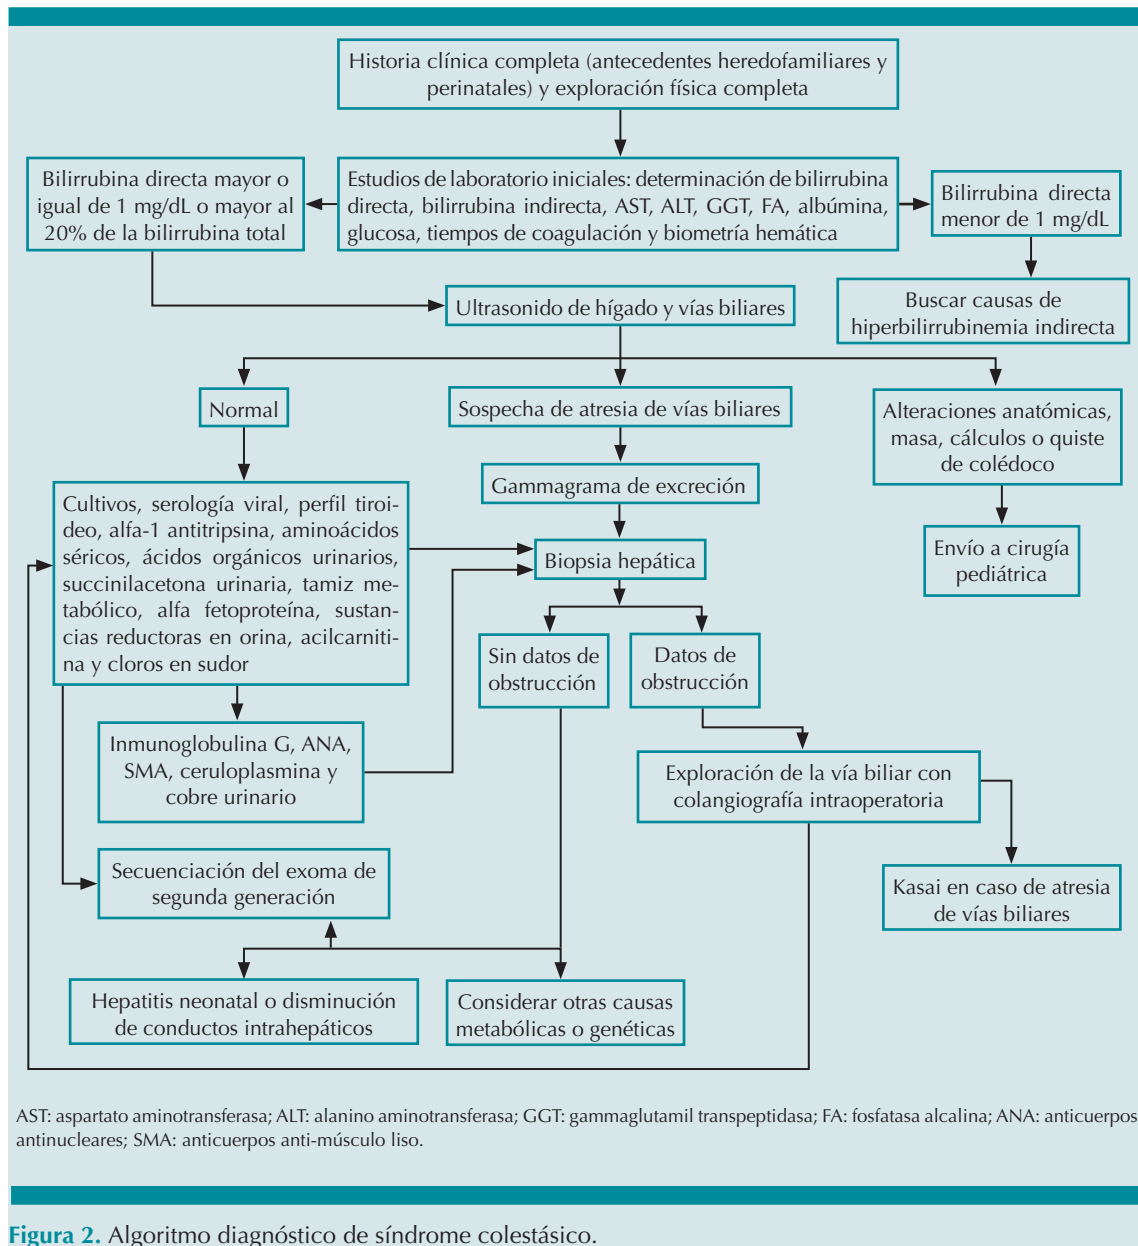 Historia clínica completa (antecedentes heredofamiliares y
perinatales) y exploración física completa
Bilirrubina directa mayor o
igual de 1 mg/dL o mayor al
20% de la bilirrubina total
Estudios de laboratorio iniciales: determinación de bilirrubina
directa, bilirrubina indirecta, AST, ALT, GGT, FA, albúmina,
glucosa, tiempos de coagulación y biometría hemática
Bilirrubina directa
menor de 1 mg/dL
Ultrasonido de hígado y vías biliares
Buscar causas de
hiperbilirrubinemia indirecta
Normal
Sospecha de atresia de vías biliares
Alteraciones anatómicas,
masa, cálculos o quiste
de colédoco
Gammagrama de excreción
Cultivos, serología viral, perfil tiroi-
deo, alfa-1 antitripsina, aminoácidos
séricos, ácidos orgánicos urinarios,
succinilacetona urinaria, tamiz me-
tabólico, alfa fetoproteína, sustan-
cias reductoras en orina, acilcarniti-
na y cloros en sudor
Biopsia hepática
Envío a cirugía
pediátrica
Sin datos de
obstrucción
Datos de
obstrucción
Inmunoglobulina G, ANA,
SMA, ceruloplasmina y
cobre urinario
Exploración de la vía biliar con
colangiografía intraoperatoria
Secuenciación del exoma de
segunda generación
Kasai en caso de atresia
de vías biliares
Hepatitis neonatal o disminución
de conductos intrahepáticos
Considerar otras causas
metabólicas o genéticas
AST: aspartato aminotransferasa; ALT: alanino aminotransferasa; GGT: gammaglutamil transpeptidasa; FA: fosfatasa alcalina; ANA: anticuerpos
antinucleares; SMA: anticuerpos anti-músculo liso.
Figura 2. Algoritmo diagnóstico de síndrome colestásico.